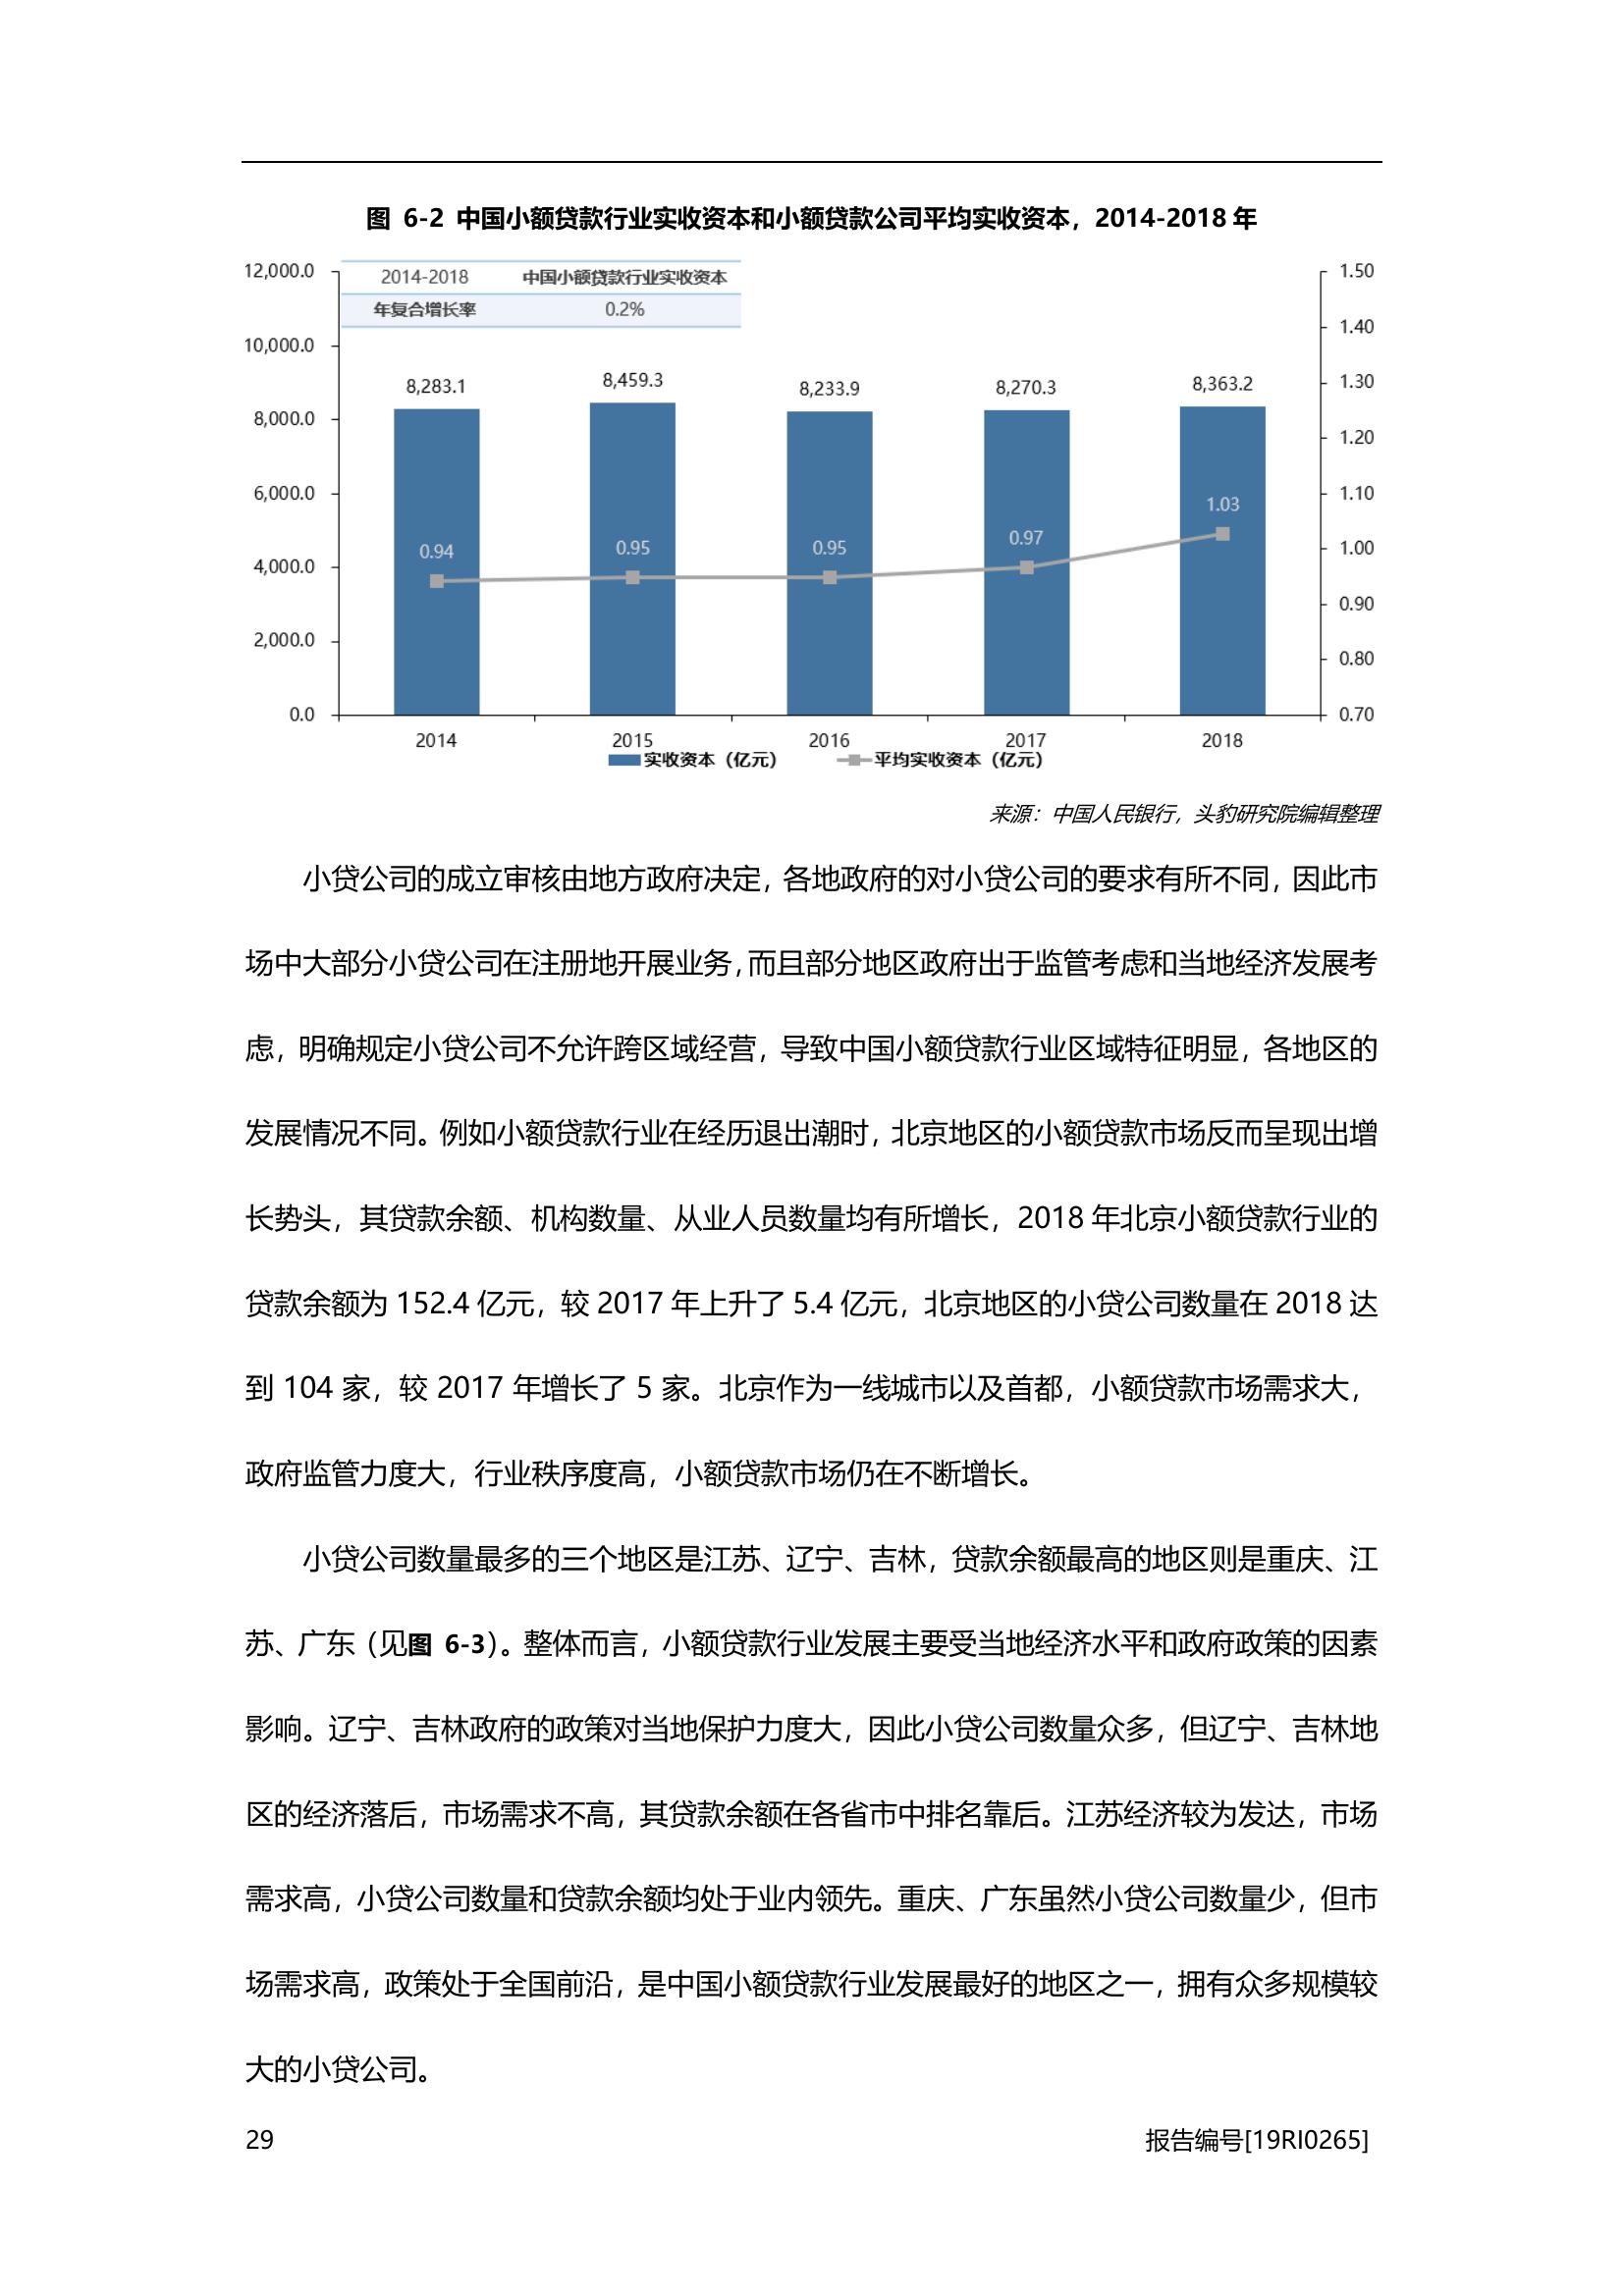 图 6-2 中国小额贷款行业实收资本和小额贷款公司平均实收资本，2014-2018 年
2014-2018 中国小额贷款行业实收资本
年复合增长率 0.2%
12,000.0
10,000.0
8,000.0
6,000.0
4,000.0
2,000.0
0.0
8,283.1
8,459.3
8,233.9
8,270.3
8,363.2
0.94
0.95
0.95
0.97
1.03
1.50
1.40
1.30
1.20
1.10
1.00
0.90
0.80
0.70
2014 2015 2016 2017 2018
实收资本（亿元） 平均实收资本（亿元）
来源：中国人民银行，头豹研究院编辑整理
小贷公司的成立审核由地方政府决定，各地政府的对小贷公司的要求有所不同，因此市
场中大部分小贷公司在注册地开展业务，而且部分地区政府出于监管考虑和当地经济发展考
虑，明确规定小贷公司不允许跨区域经营，导致中国小额贷款行业区域特征明显，各地区的
发展情况不同。例如小额贷款行业在经历退出潮时，北京地区的小额贷款市场反而呈现出增
长势头，其贷款余额、机构数量、从业人员数量均有所增长，2018 年北京小额贷款行业的
贷款余额为 152.4 亿元，较 2017 年上升了 5.4 亿元，北京地区的小贷公司数量在 2018 达
到 104 家，较 2017 年增长了 5 家。北京作为一线城市以及首都，小额贷款市场需求大，
政府监管力度大，行业秩序度高，小额贷款市场仍在不断增长。
小贷公司数量最多的三个地区是江苏、辽宁、吉林，贷款余额最高的地区则是重庆、江
苏、广东（见图 6-3）。整体而言，小额贷款行业发展主要受当地经济水平和政府政策的因素
影响。辽宁、吉林政府的政策对当地保护力度大，因此小贷公司数量众多，但辽宁、吉林地
区的经济落后，市场需求不高，其贷款余额在各省市中排名靠后。江苏经济较为发达，市场
需求高，小贷公司数量和贷款余额均处于业内领先。重庆、广东虽然小贷公司数量少，但市
场需求高，政策处于全国前沿，是中国小额贷款行业发展最好的地区之一，拥有众多规模较
大的小贷公司。
29 报告编号[19RI0265]